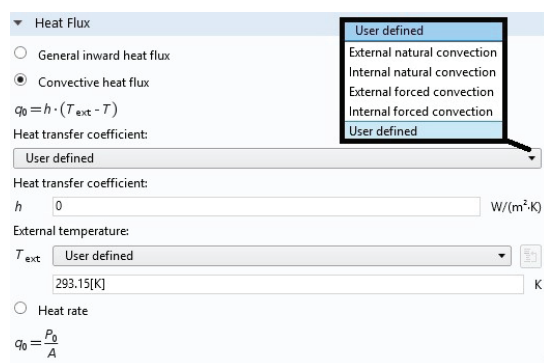 Heat Flux
General inward heat flux
Convective heat flux
q₀ = h · (T_ext - T)
Heat transfer coefficient:
User defined
User defined
External natural convection
Internal natural convection
External forced convection
Internal forced convection
User defined
Heat transfer coefficient:
h 0 W/(m²·K)
External temperature:
T_ext User defined
293.15[K] K
Heat rate
q₀ = P₀/A